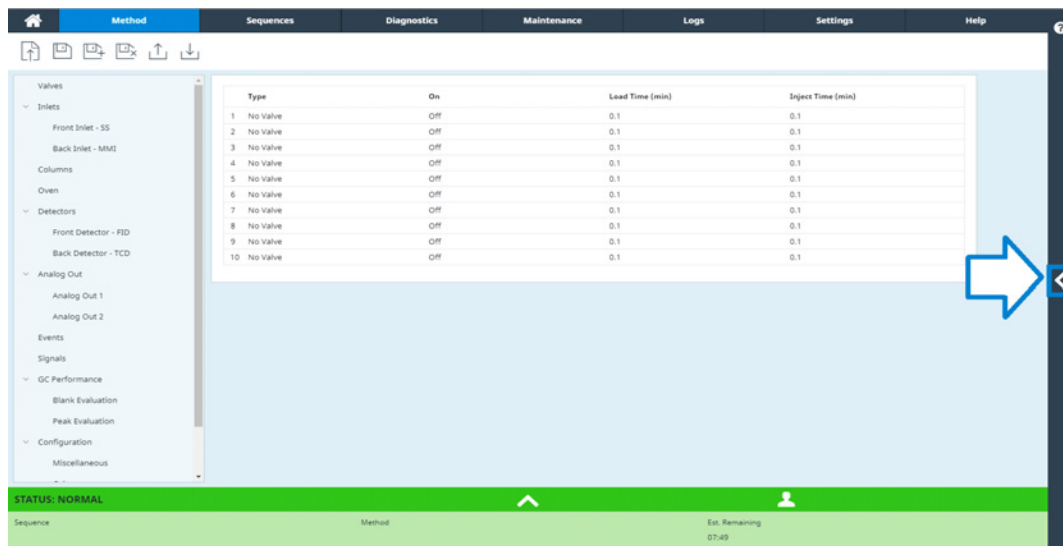 Method Sequences Diagnostics Maintenance Logs Settings Help
Valves
Inlets
Front Inlet - SS
Back Inlet - MMI
Columns
Oven
Detectors
Front Detector - FID
Back Detector - TCD
Analog Out
Analog Out 1
Analog Out 2
Events
Signals
GC Performance
Blank Evaluation
Peak Evaluation
Configuration
Miscellaneous
Type On Load Time (min) Inject Time (min)
1 No Valve Off 0.1 0.1
2 No Valve Off 0.1 0.1
3 No Valve Off 0.1 0.1
4 No Valve Off 0.1 0.1
5 No Valve Off 0.1 0.1
6 No Valve Off 0.1 0.1
7 No Valve Off 0.1 0.1
8 No Valve Off 0.1 0.1
9 No Valve Off 0.1 0.1
10 No Valve Off 0.1 0.1
STATUS: NORMAL
Sequence Method Est. Remaining
07:49